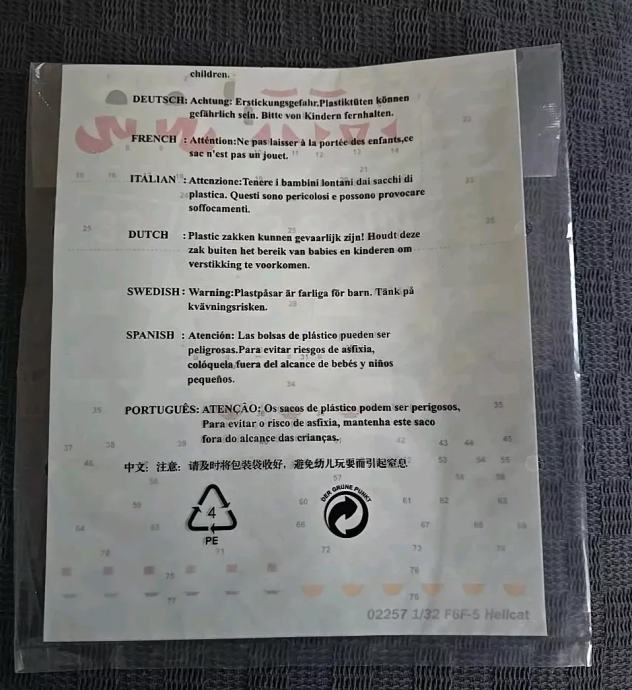 children.
DEUTSCH: Achtung: Erstickungsgefahr.Plastiktüten können
gefährlich sein. Bitte von Kindern fernhalten.
FRENCH : Atténtion:Ne pas laisser à la portée des enfants,ce
sac n'est pas un jouet.
ITALIAN : Attenzione:Tenere i bambini lontani dai sacchi di
plastica. Questi sono pericolosi e possono provocare
soffocamenti.
DUTCH : Plastic zakken kunnen gevaarlijk zijn! Houdt deze
zak buiten het bereik van babies en kinderen om
verstikking te voorkomen.
SWEDISH : Warning:Plastpåsar är farliga för barn. Tänk på
kvävningsrisken.
SPANISH : Atención: Las bolsas de plástico pueden ser
peligrosas.Para evitar riesgos de asfixia,
colóquela fuera del alcance de bebés y niños
pequeños.
PORTUGUÊS: ATENÇÃO: Os sacos de plástico podem ser perigosos,
Para evitar o risco de asfixia, mantenha este saco
fora do alcance das crianças.
中文: 注意: 请及时将包装袋收好, 避免幼儿玩耍而引起窒息
4
PE
DER GRÜNE PUNKT
02257 1/32 F6F-5 Hellcat